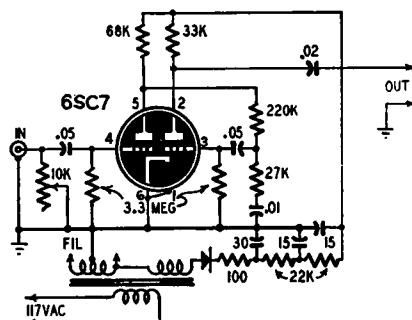 68K 33K
.02
6SC7
5 2
OUT
220K
IN
.05
4 3
.05
10K
27K
6 1
3.3 MEG
.01
FIL
30 15 15
100 22K
117VAC